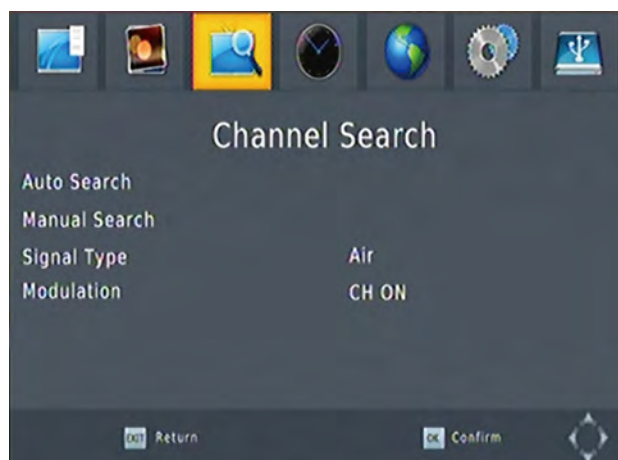 Channel Search
Auto Search
Manual Search
Signal Type Air
Modulation CH ON
EXIT Return OK Confirm